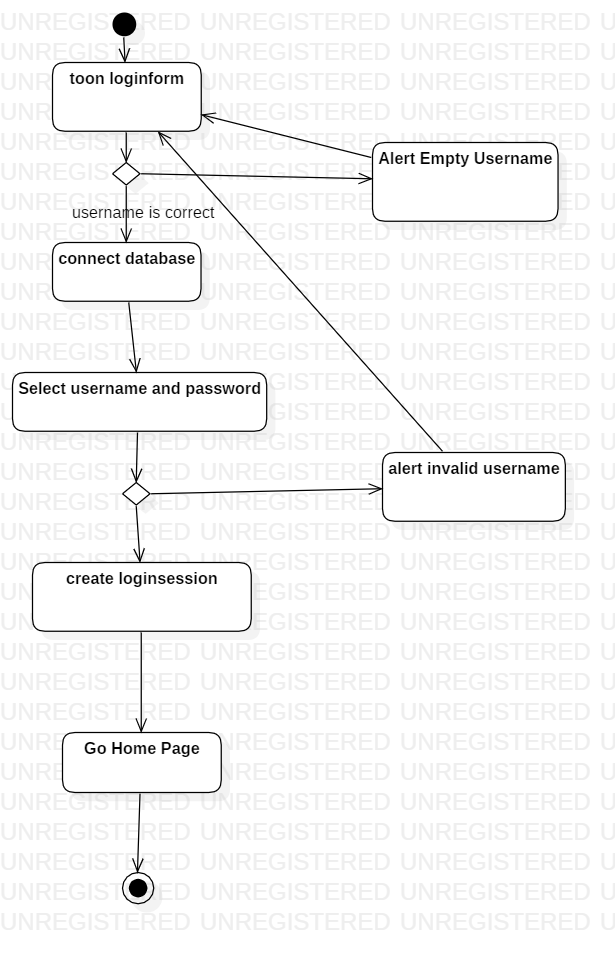 UNREGISTERED UNREGISTERED UNREGISTERED
toon loginform
Alert Empty Username
username is correct
connect database
Select username and password
alert invalid username
create loginsession
Go Home Page